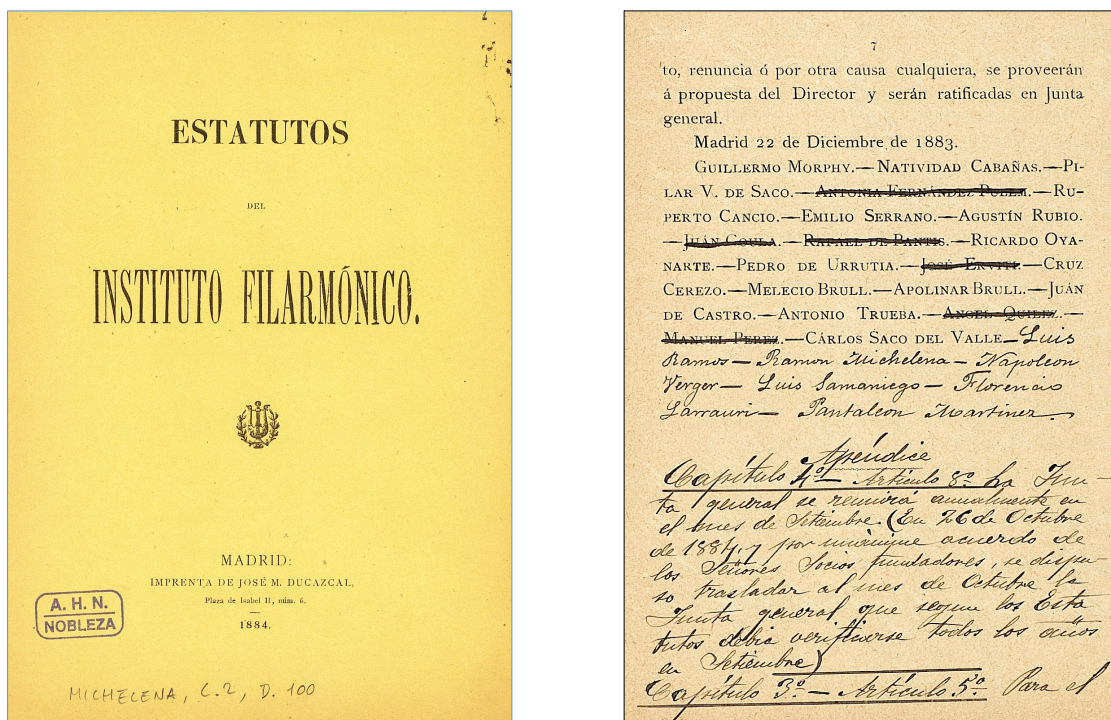 ESTATUTOS
DEL
INSTITUTO FILARMÓNICO.
MADRID:
IMPRENTA DE JOSÉ M. DUCAZCAL,
Plaza de Isabel II, núm. 6.
1884.
A. H. N.
NOBLEZA
MICHELENA, C. 2, D. 100
7
to, renuncia ó por otra causa cualquiera, se proveerán
á propuesta del Director y serán ratificadas en Junta
general.
Madrid 22 de Diciembre de 1883.
GUILLERMO MORPHY.—NATIVIDAD CABAÑAS.—PI-
LAR V. DE SACO.—ANTONIA FERNÁNDEZ.—RU-
PERTO CANCIO.—EMILIO SERRANO.—AGUSTÍN RUBIO.
—JUÁN GOULA.—RAFAEL DE PANTIS.—RICARDO OYA-
NARTE.—PEDRO DE URRUTIA.—JOSÉ ERVITI.—CRUZ
CEREZO.—MELECIO BRULL.—APOLINAR BRULL.—JUÁN
DE CASTRO.—ANTONIO TRUEBA.—ANGEL QUILEZ.—
MANUEL PEREZ.—CÁRLOS SACO DEL VALLE—Luis
Ramos—Ramon Michelena—Napoleon
Verger—Luis Samaniego—Florencio
Larrauri—Pantaleon Martinez.
Apéndice
Capítulo 4º— Artículo 8º La Jun-
ta general se reunirá anualmente en
el mes de Setiembre. (En 26 de Octubre
de 1884, y por unánime acuerdo de
los Señores Socios fundadores, se dispu-
so trasladar al mes de Octubre la
Junta general que segun los Esta
tutos debia verificarse todos los años
en Setiembre)
Capítulo 3º— Artículo 5º Para el